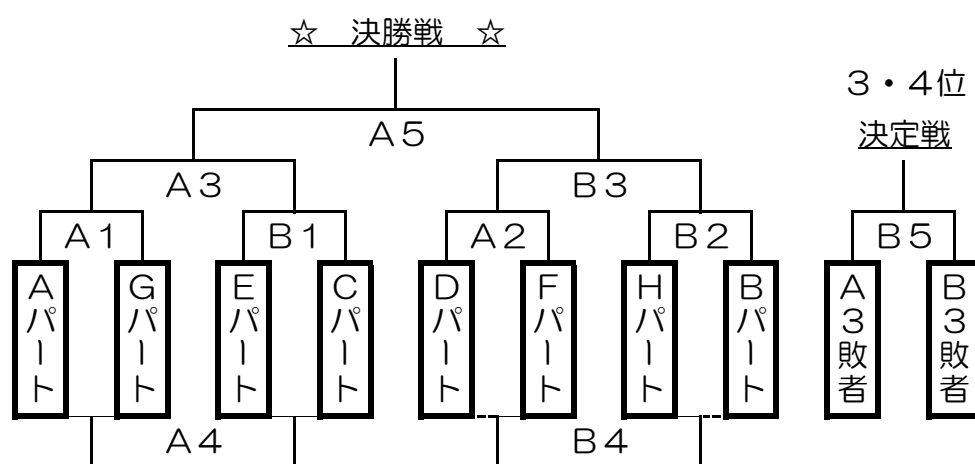 ☆　決勝戦　☆
３・４位
決定戦
Ａ５
Ａ３
Ｂ３
Ａ１
Ｂ１
Ａ２
Ｂ２
Ｂ５
Ａパート
Ｇパート
Ｅパート
Ｃパート
Ｄパート
Ｆパート
Ｈパート
Ｂパート
Ａ３敗者
Ｂ３敗者
Ａ４
Ｂ４